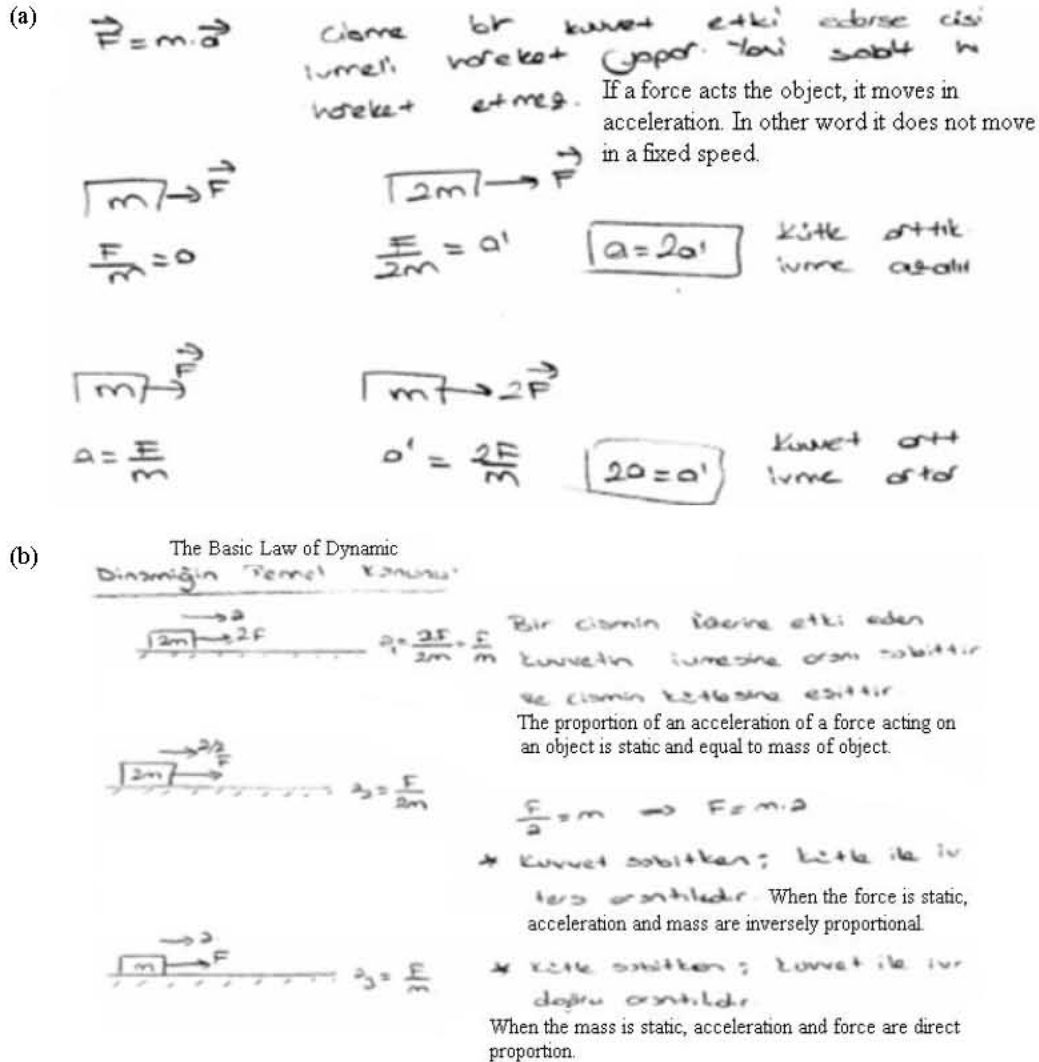 (a)
F = m.a
Cisme bir kuvvet etki ederse cisi
ivmeli hareket yapar. Yani sabit h
hareket etmez.
If a force acts the object, it moves in
acceleration. In other word it does not move
in a fixed speed.
m → F
2m → F
F/m = a
F/2m = a'
a = 2a'
kütle arttık
ivme azalır
m → F
m → 2F
a = F/m
a' = 2F/m
2a = a'
kuvvet artt
ivme artar
(b)
The Basic Law of Dynamic
Dinamiğin Temel Kanunu
→ a
2m → 2F
a₁ = 2F/2m = F/m
Bir cismin üzerine etki eden
kuvvetin ivmesine oranı sabittir
ve cismin kütlesine eşittir.
The proportion of an acceleration of a force acting on
an object is static and equal to mass of object.
→ a/2
2m → F
a₂ = F/2m
F/a = m → F = m.a
* Kuvvet sabitken; kütle ile iv
ters orantılıdır.
When the force is static,
acceleration and mass are inversely proportional.
→ a
m → F
a₃ = F/m
* Kütle sabitken; kuvvet ile ivr
doğru orantılıdır.
When the mass is static, acceleration and force are direct
proportion.